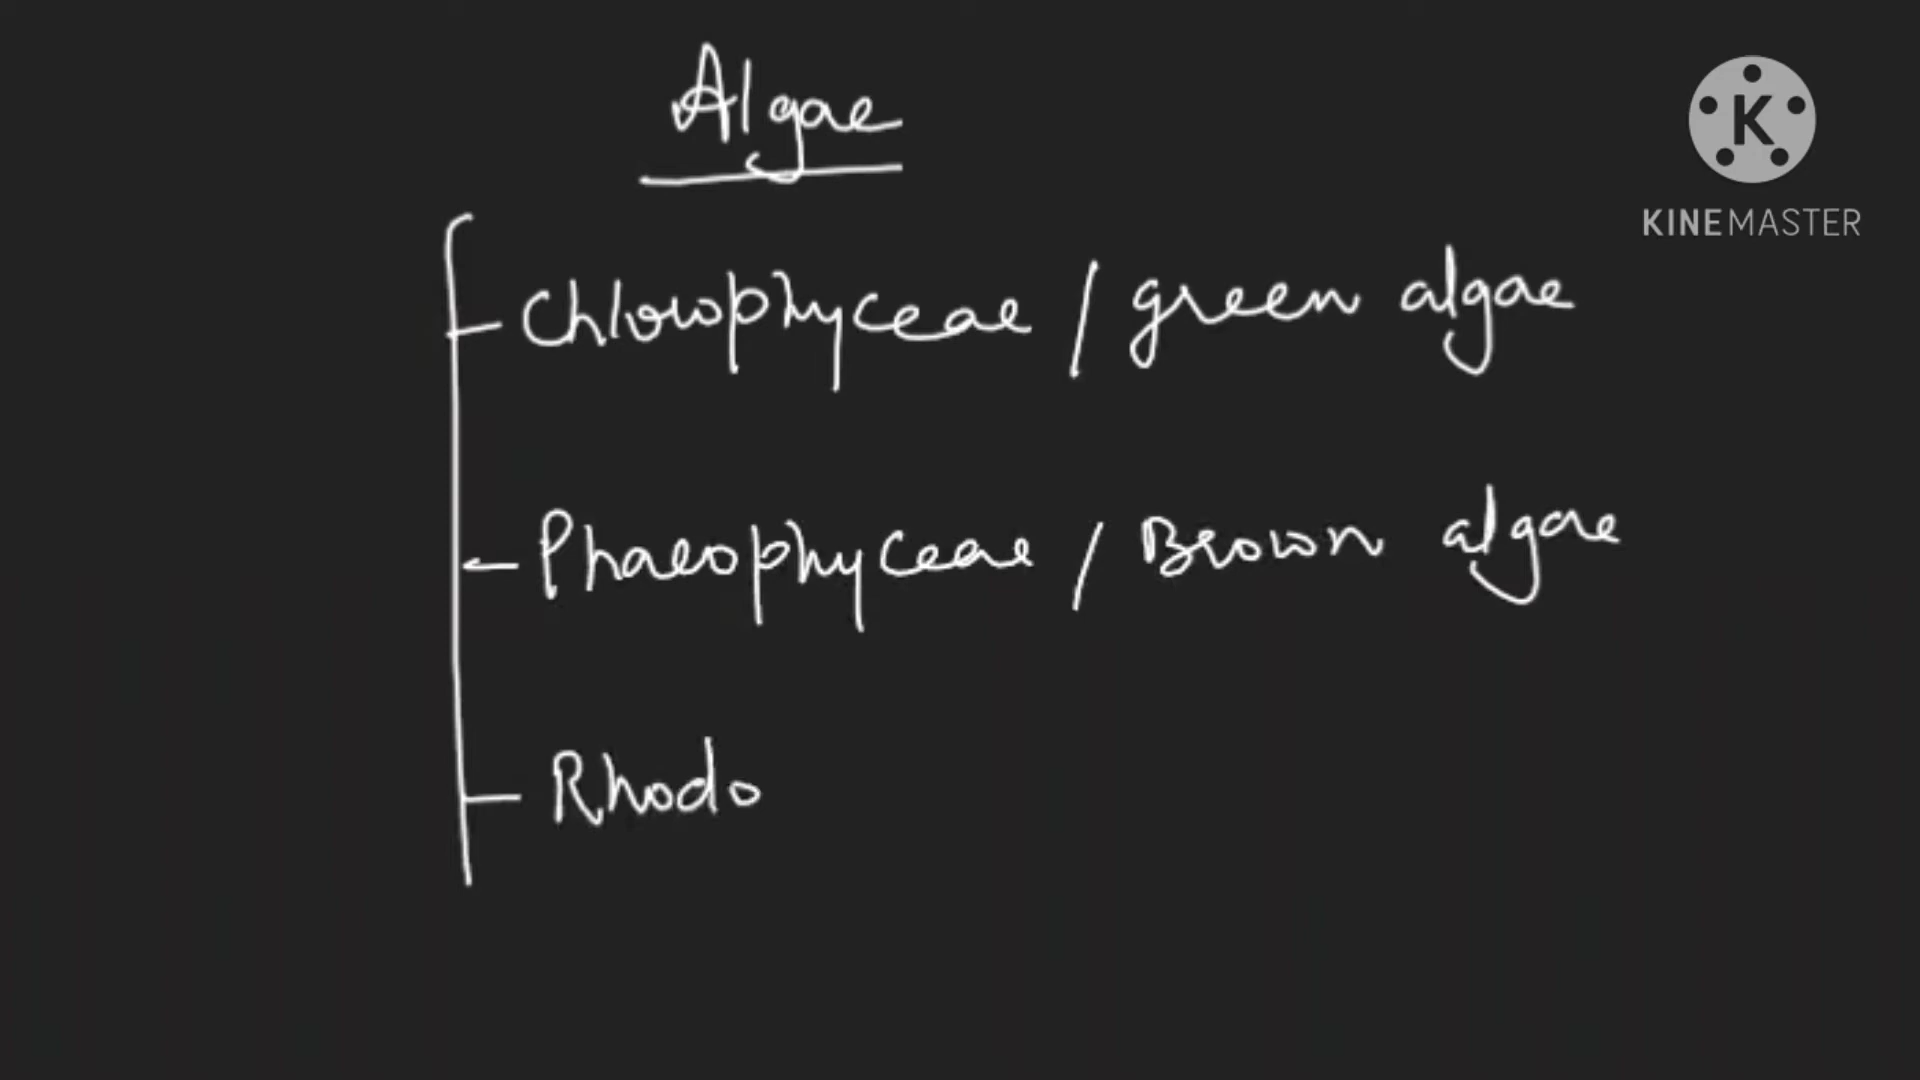 Algae
K
KINEMASTER
Chlorophyceae / green algae
Phaeophyceae / Brown algae
Rhodo